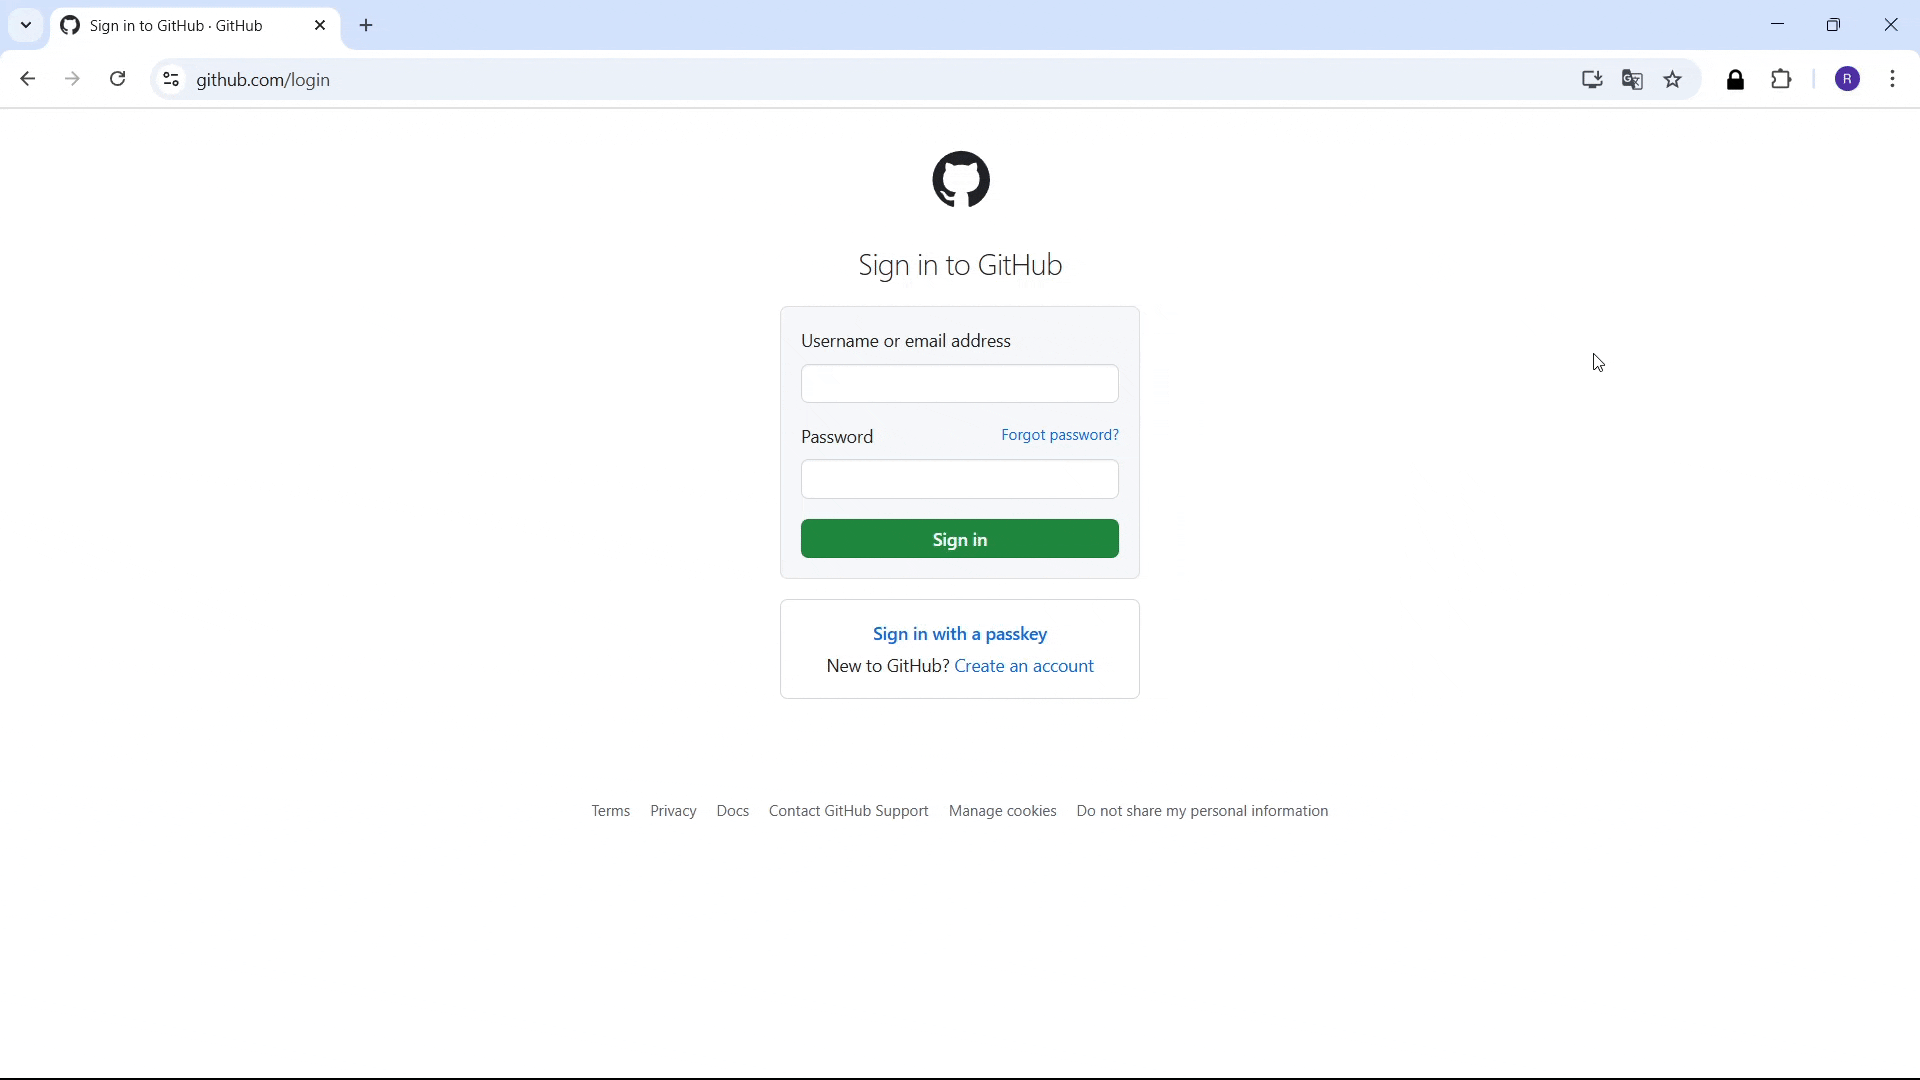 Sign in to GitHub · GitHub
github.com/login
R
Sign in to GitHub
Username or email address
Password
Forgot password?
Sign in
Sign in with a passkey
New to GitHub? Create an account
Terms Privacy Docs Contact GitHub Support Manage cookies Do not share my personal information